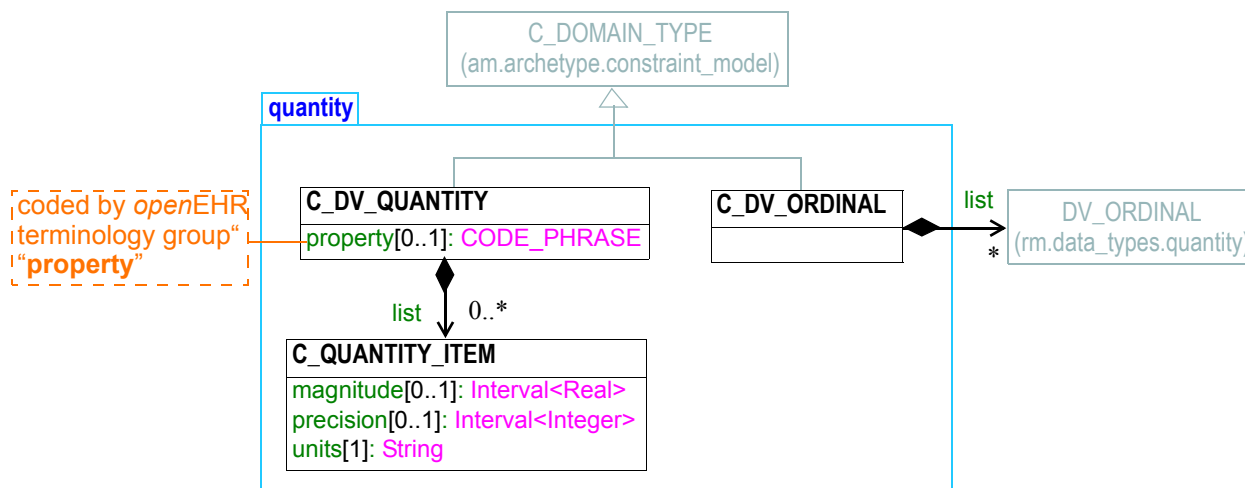 C_DOMAIN_TYPE
(am.archetype.constraint_model)
quantity
coded by openEHR
terminology group“
“property”
C_DV_QUANTITY
property[0..1]: CODE_PHRASE
C_DV_ORDINAL
list
*
DV_ORDINAL
(rm.data_types.quantity)
list
0..*
C_QUANTITY_ITEM
magnitude[0..1]: Interval<Real>
precision[0..1]: Interval<Integer>
units[1]: String